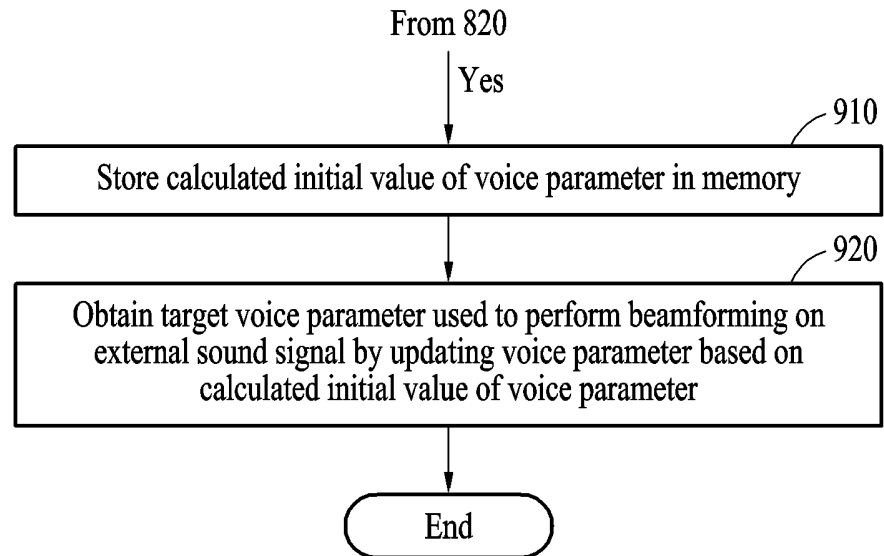 From 820
Yes
910
Store calculated initial value of voice parameter in memory
920
Obtain target voice parameter used to perform beamforming on
external sound signal by updating voice parameter based on
calculated initial value of voice parameter
End